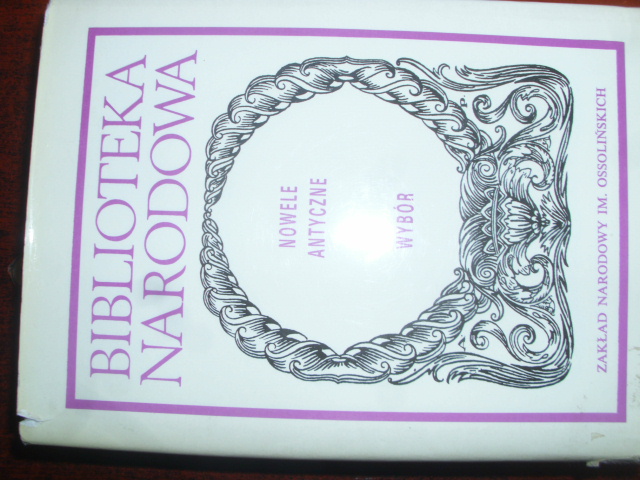 BIBLIOTEKA
NARODOWA
NOWELE
ANTYCZNE
WYBÓR
ZAKŁAD NARODOWY IM. OSSOLIŃSKICH